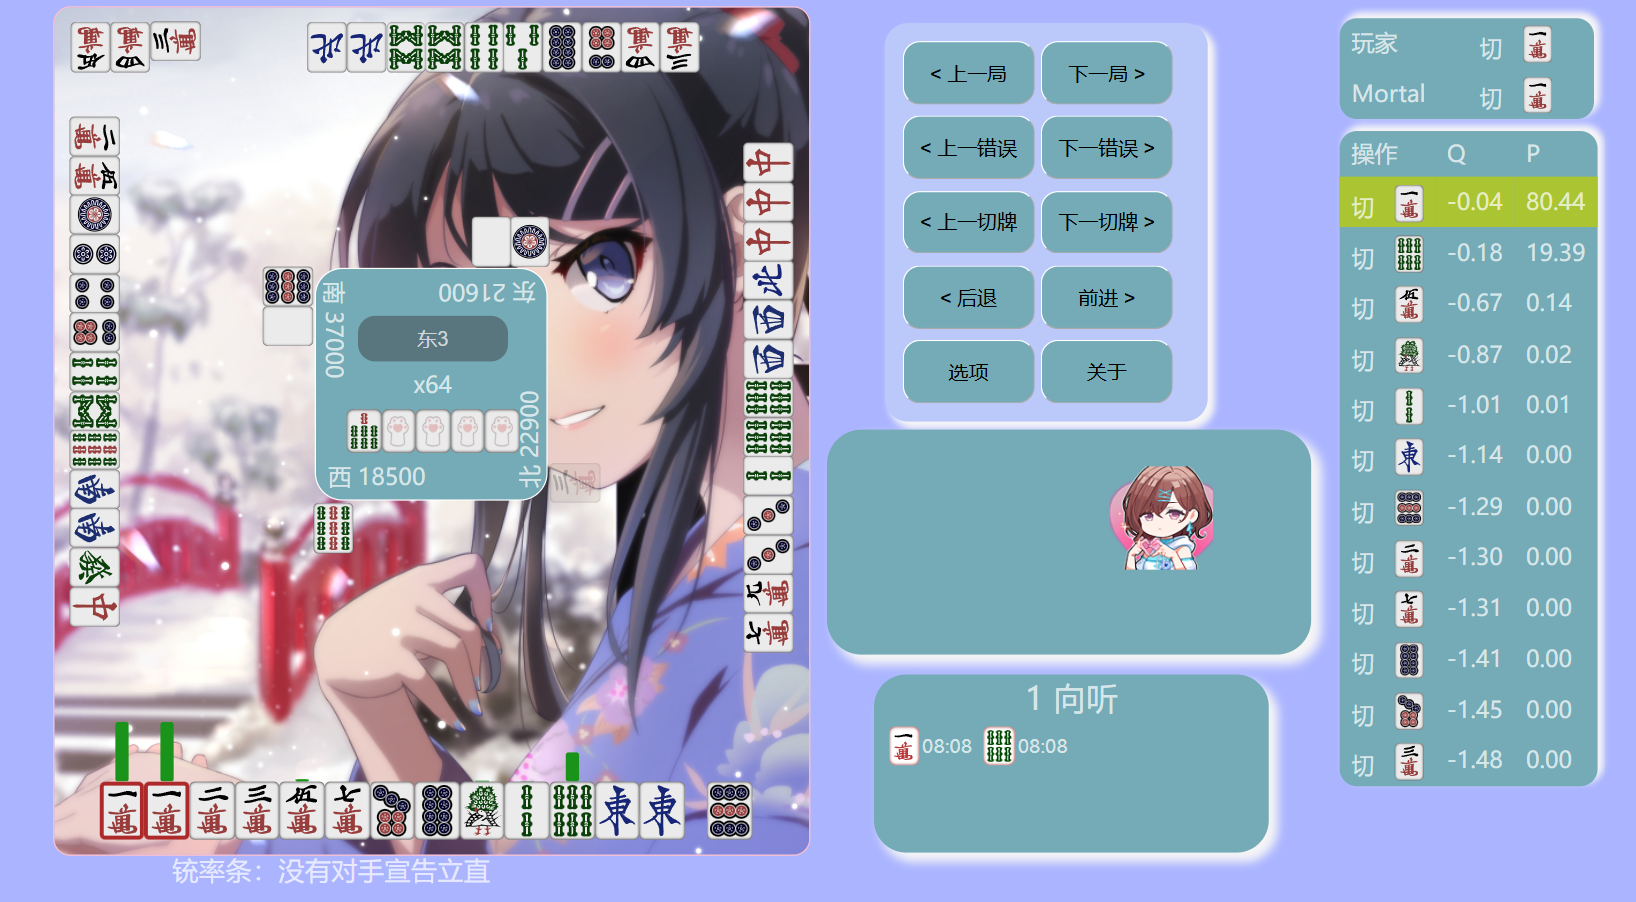 东 21600
南 37000
东3
x64
北 22900
西 18500
铳率条：没有对手宣告立直
< 上一局
下一局 >
< 上一错误
下一错误 >
< 上一切牌
下一切牌 >
< 后退
前进 >
选项
关于
1 向听
08:08 08:08
玩家 切
Mortal 切
操作 Q P
切 -0.04 80.44
切 -0.18 19.39
切 -0.67 0.14
切 -0.87 0.02
切 -1.01 0.01
切 -1.14 0.00
切 -1.29 0.00
切 -1.30 0.00
切 -1.31 0.00
切 -1.41 0.00
切 -1.45 0.00
切 -1.48 0.00